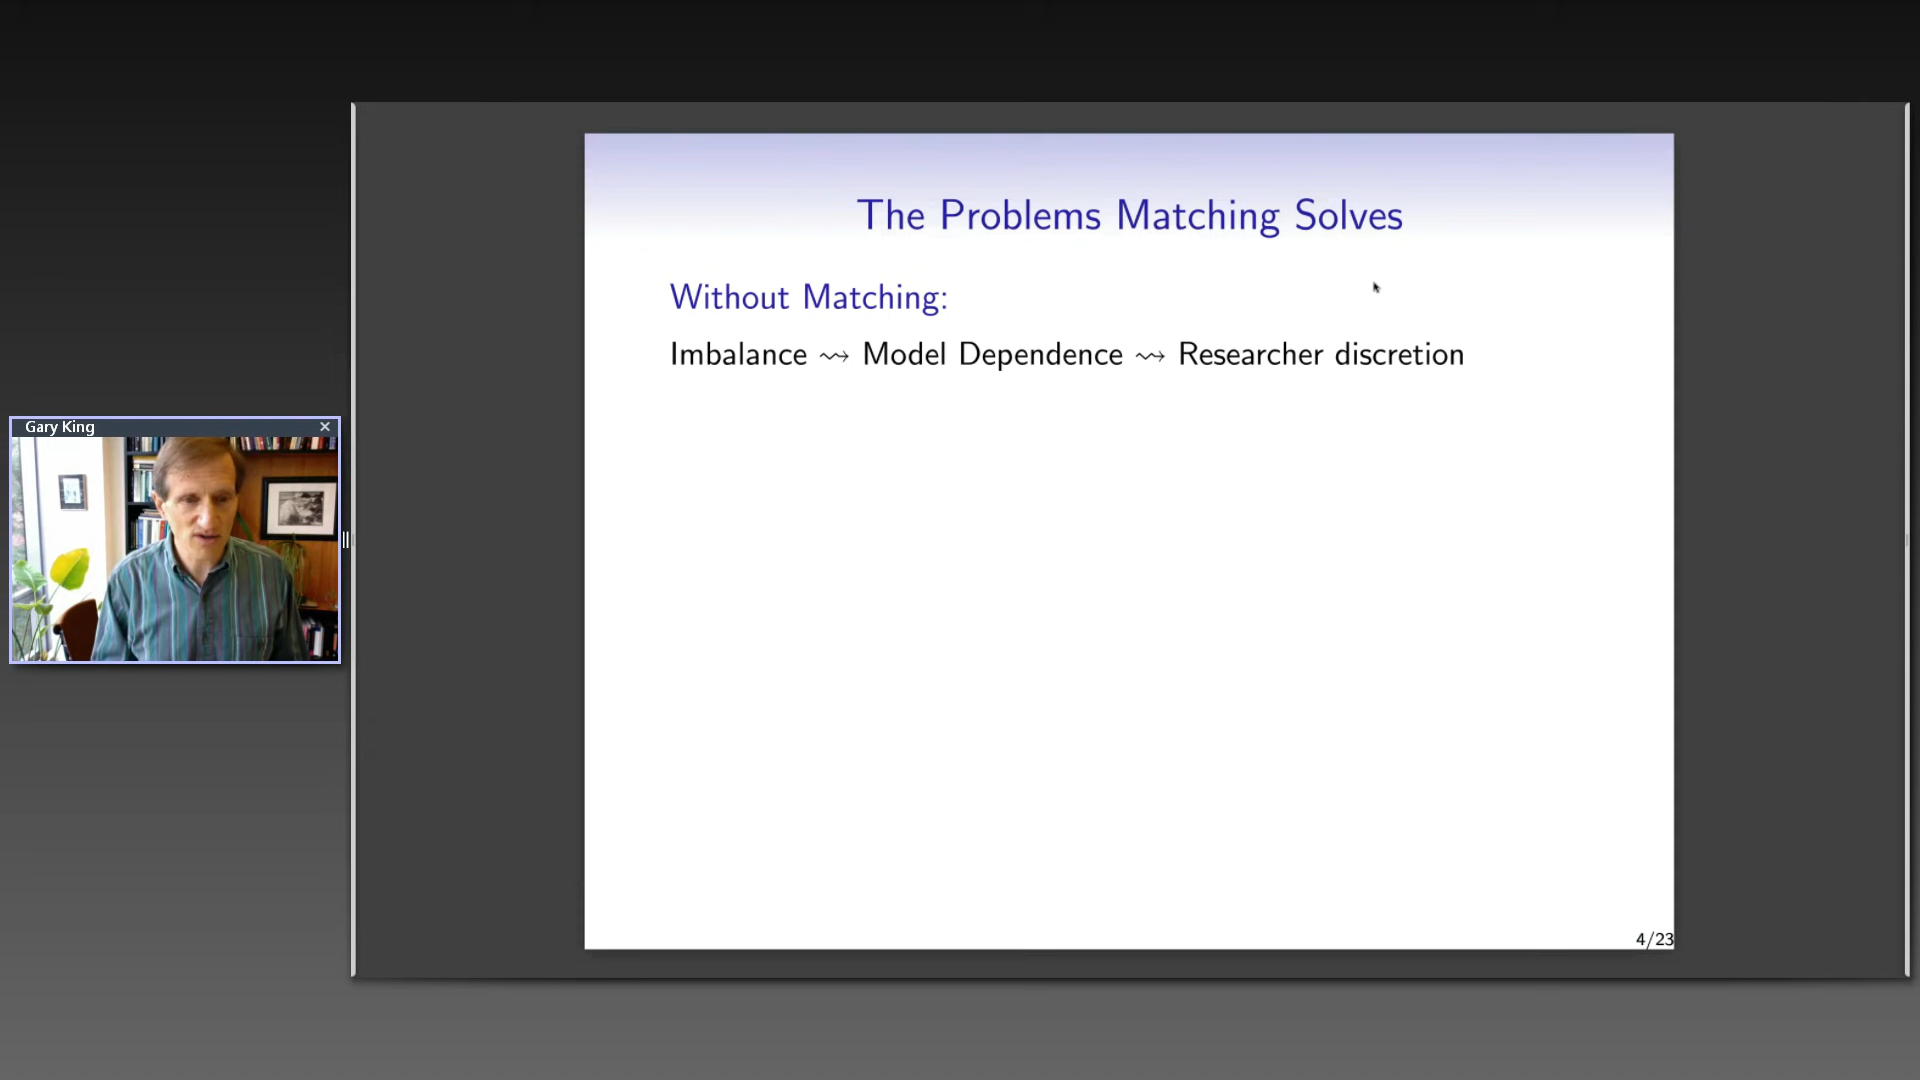 Gary King
The Problems Matching Solves
Without Matching:
Imbalance ⇝ Model Dependence ⇝ Researcher discretion
4/23